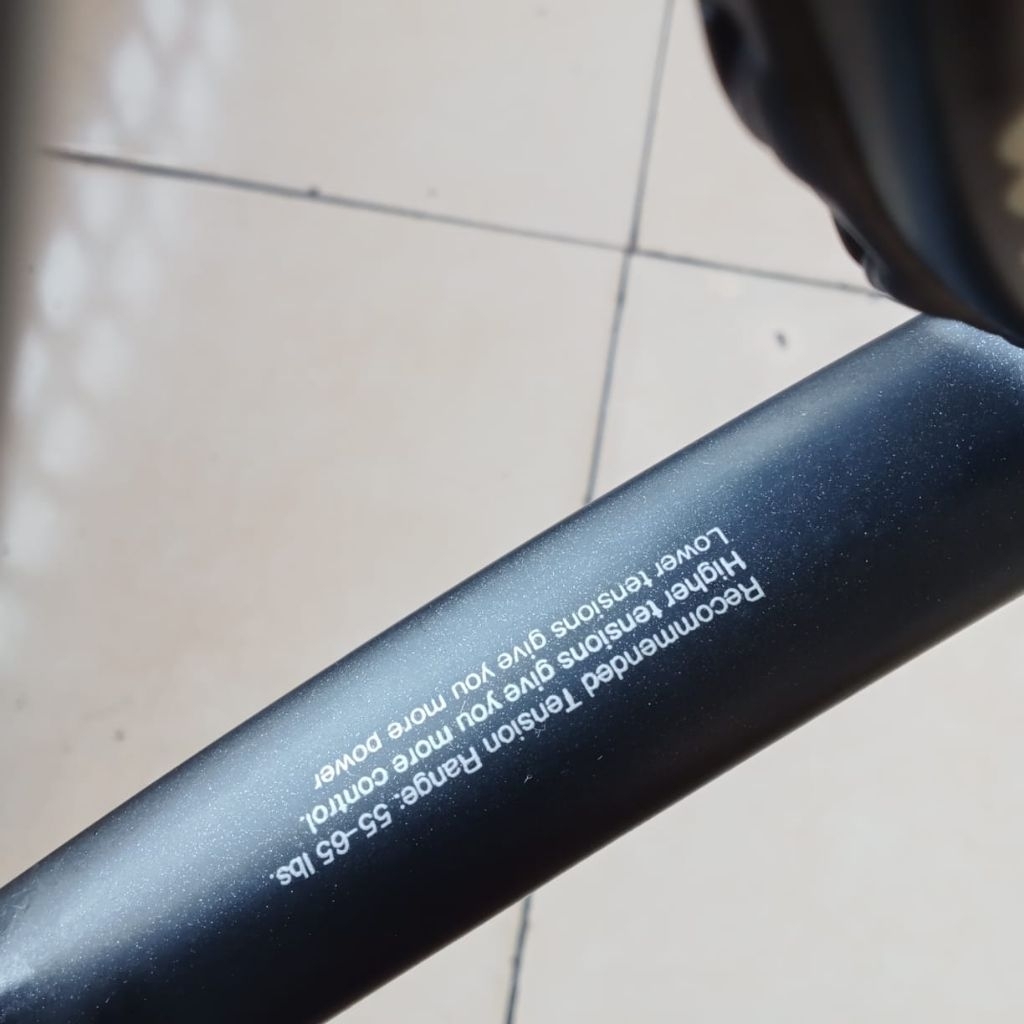 Recommended Tension Range: 55-65 lbs.
Higher tensions give you more control.
Lower tensions give you more power